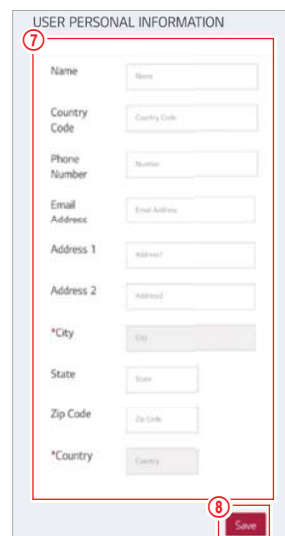 USER PERSONAL INFORMATION
7
Name Name
Country
Code Country Code
Phone
Number Number
Email
Address Email Address
Address 1 Address1
Address 2 Address2
*City City
State State
Zip Code Zip Code
*Country Country
8
Save